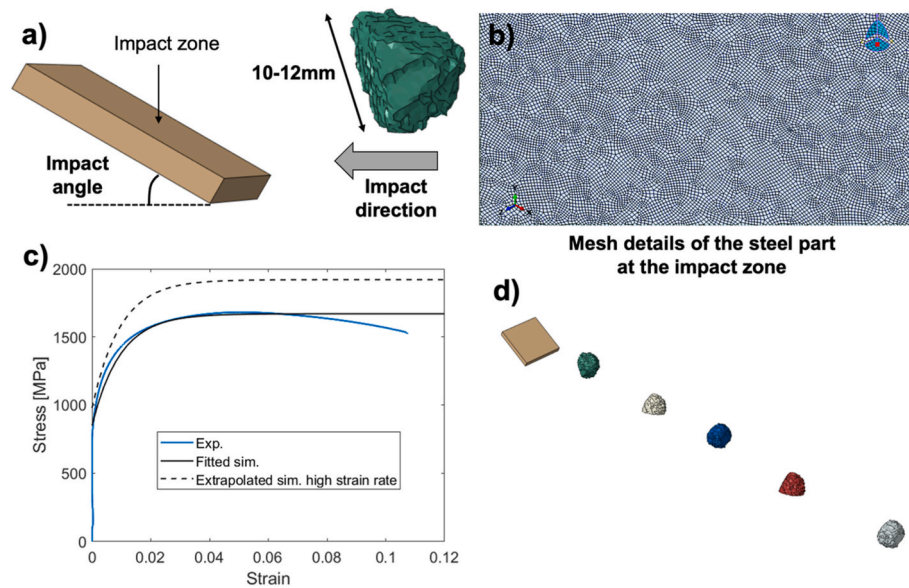 a)
Impact zone
10-12mm
Impact
angle
Impact
direction
b)
Y
Z
X
Mesh details of the steel part
at the impact zone
c)
2000
1500
1000
500
0
Stress [MPa]
Exp.
Fitted sim.
Extrapolated sim. high strain rate
0
0.02
0.04
0.06
0.08
0.1
0.12
Strain
d)